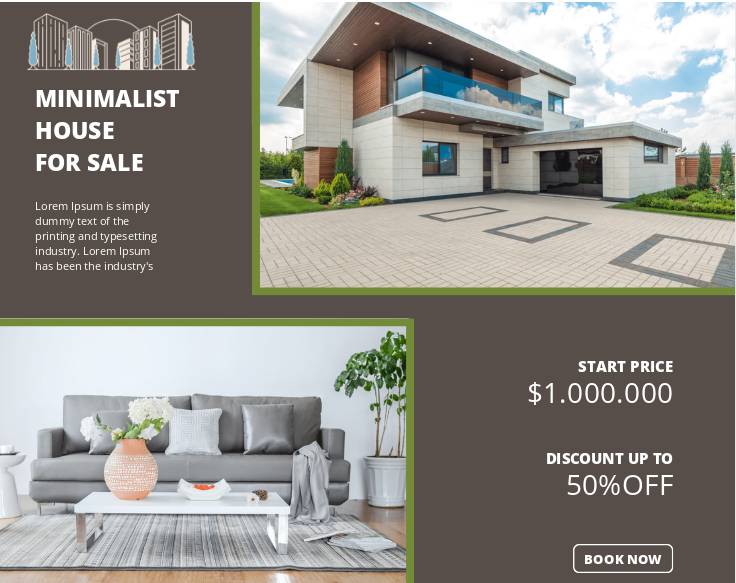 MINIMALIST
HOUSE
FOR SALE
Lorem Ipsum is simply
dummy text of the
printing and typesetting
industry. Lorem Ipsum
has been the industry's
START PRICE
$1.000.000
DISCOUNT UP TO
50%OFF
BOOK NOW